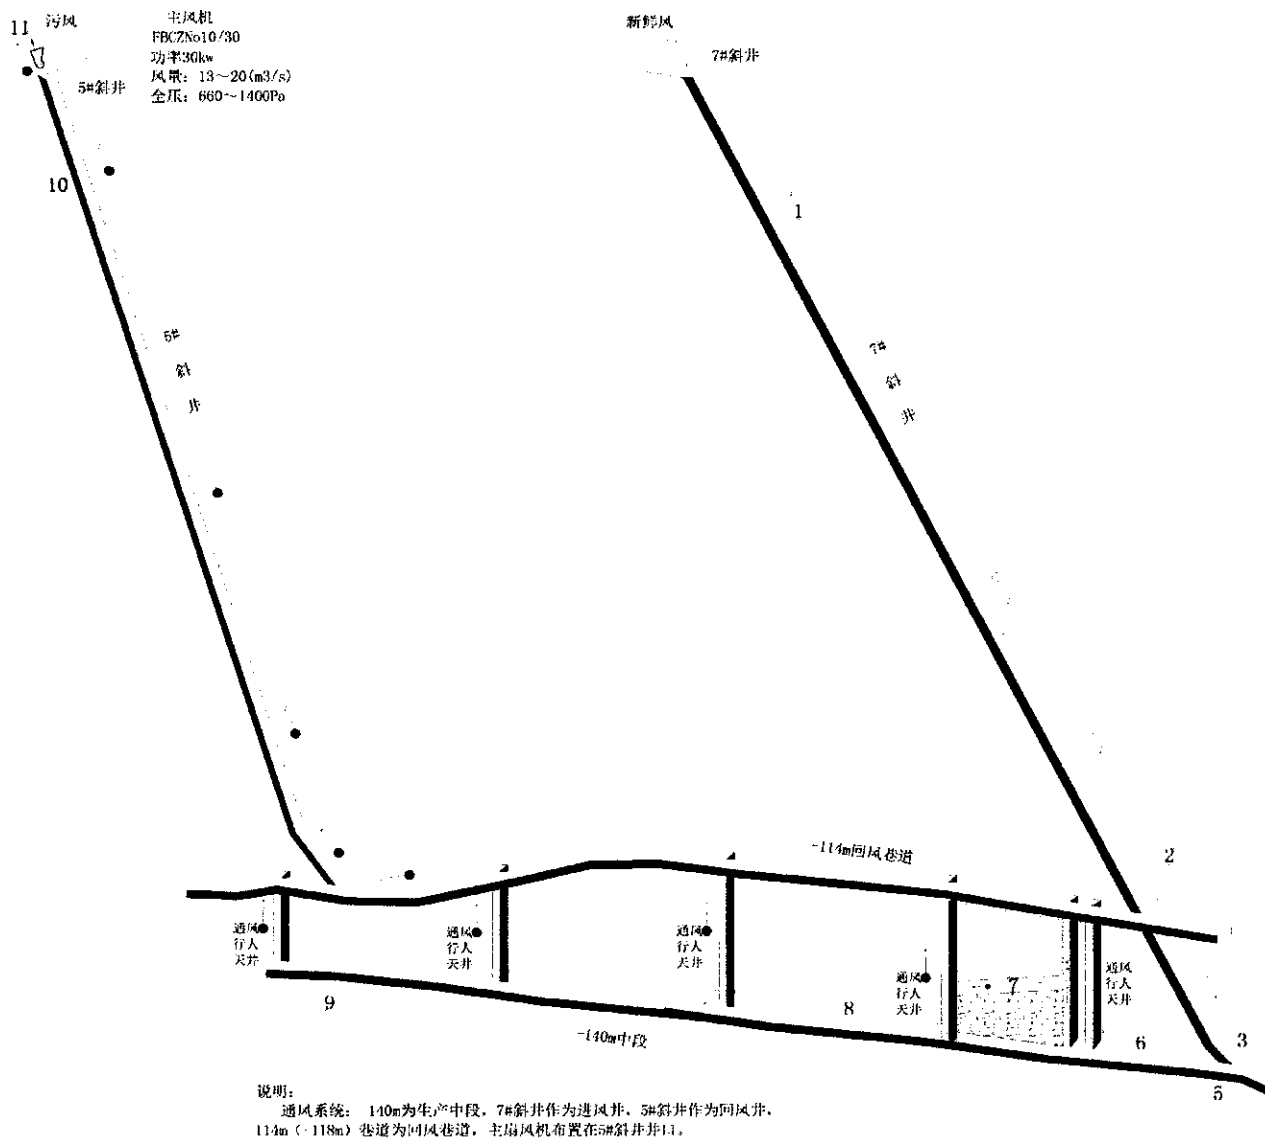 11 污风
主风机
FBCZNo10/30
功率30kw
风量：13～20(m3/s)
全压：660～1400Pa
5#斜井
新鲜风
7#斜井
10
1
5#
斜
井
7#
斜
井
2
-114m回风巷道
通风
行人
天井
通风
行人
天井
通风
行人
天井
通风
行人
天井
7
通风
行人
天井
9
8
6
3
-140m中段
5
说明：
通风系统： 140m为生产中段，7#斜井作为进风井，5#斜井作为回风井，
114m（-118m）巷道为回风巷道，主扇风机布置在5#斜井井口。